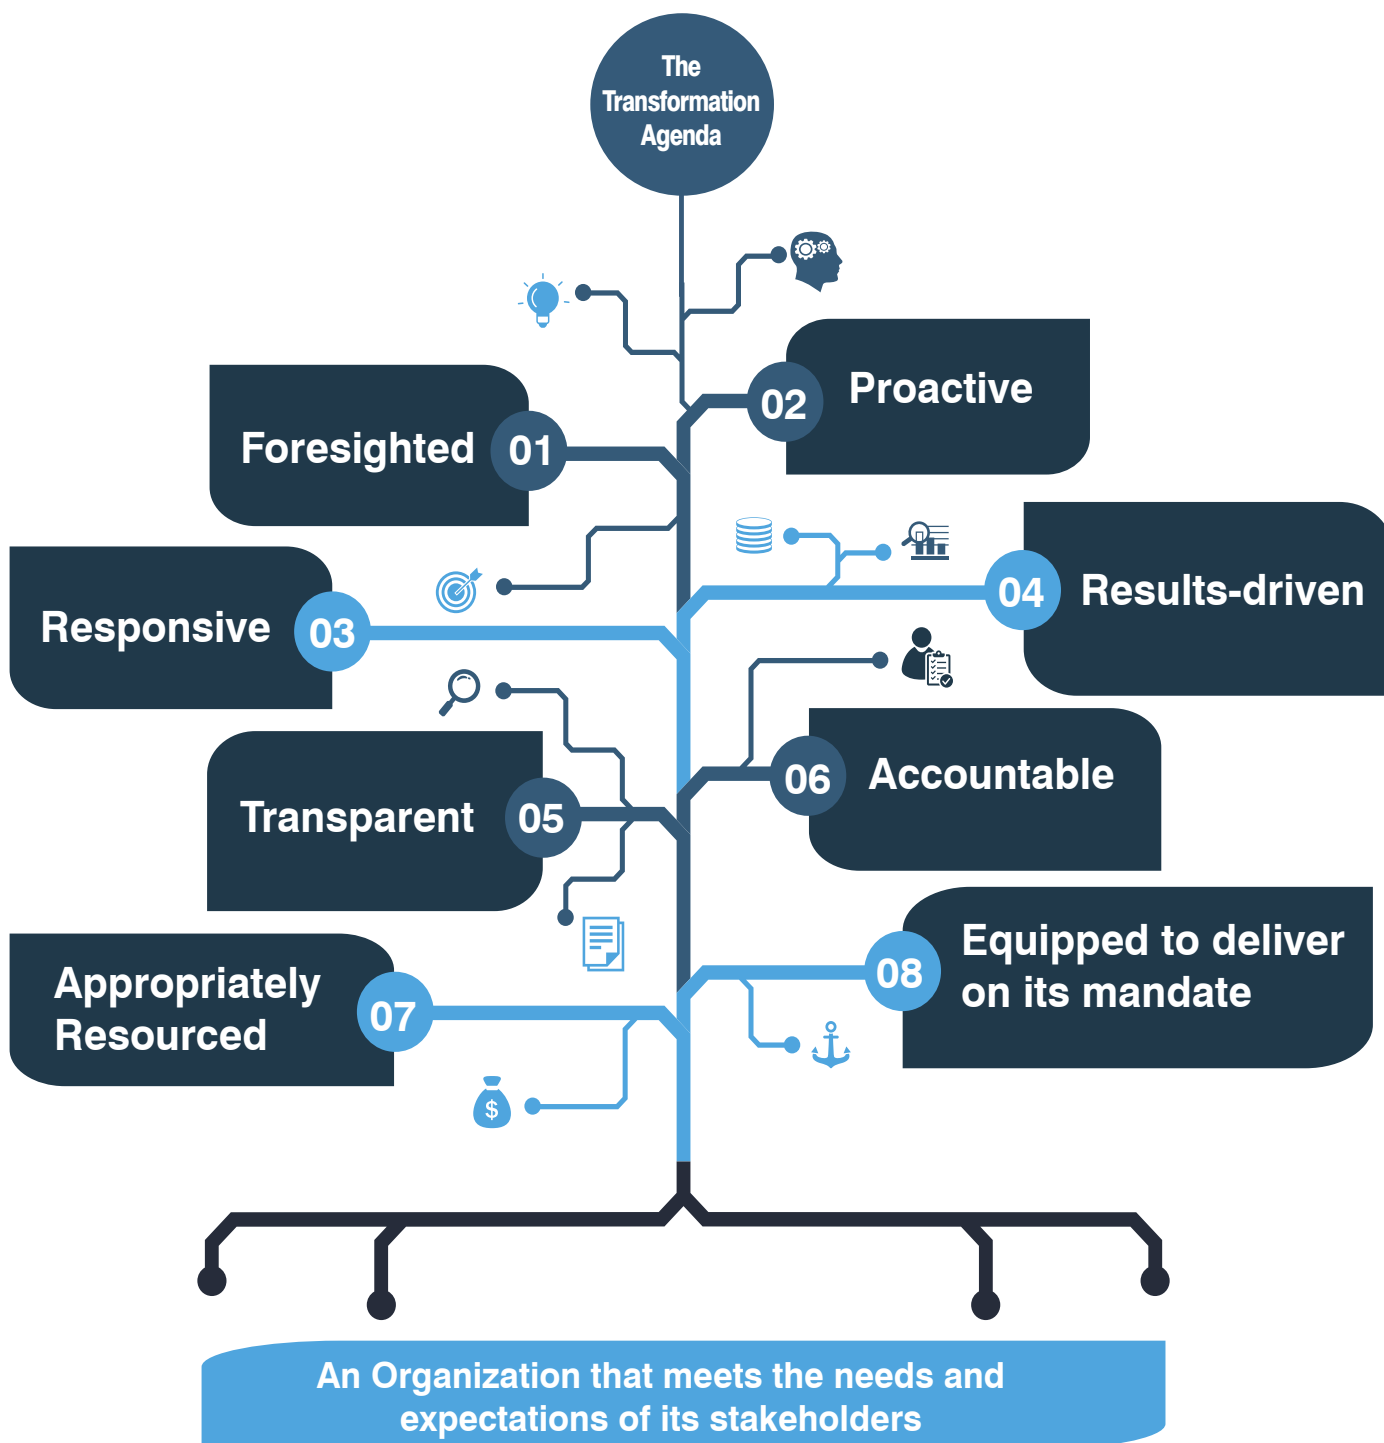 The
Transformation
Agenda
Foresighted
01
02
Proactive
Responsive
03
04
Results-driven
Transparent
05
06
Accountable
Appropriately
Resourced
07
08
Equipped to deliver
on its mandate
$
An Organization that meets the needs and
expectations of its stakeholders